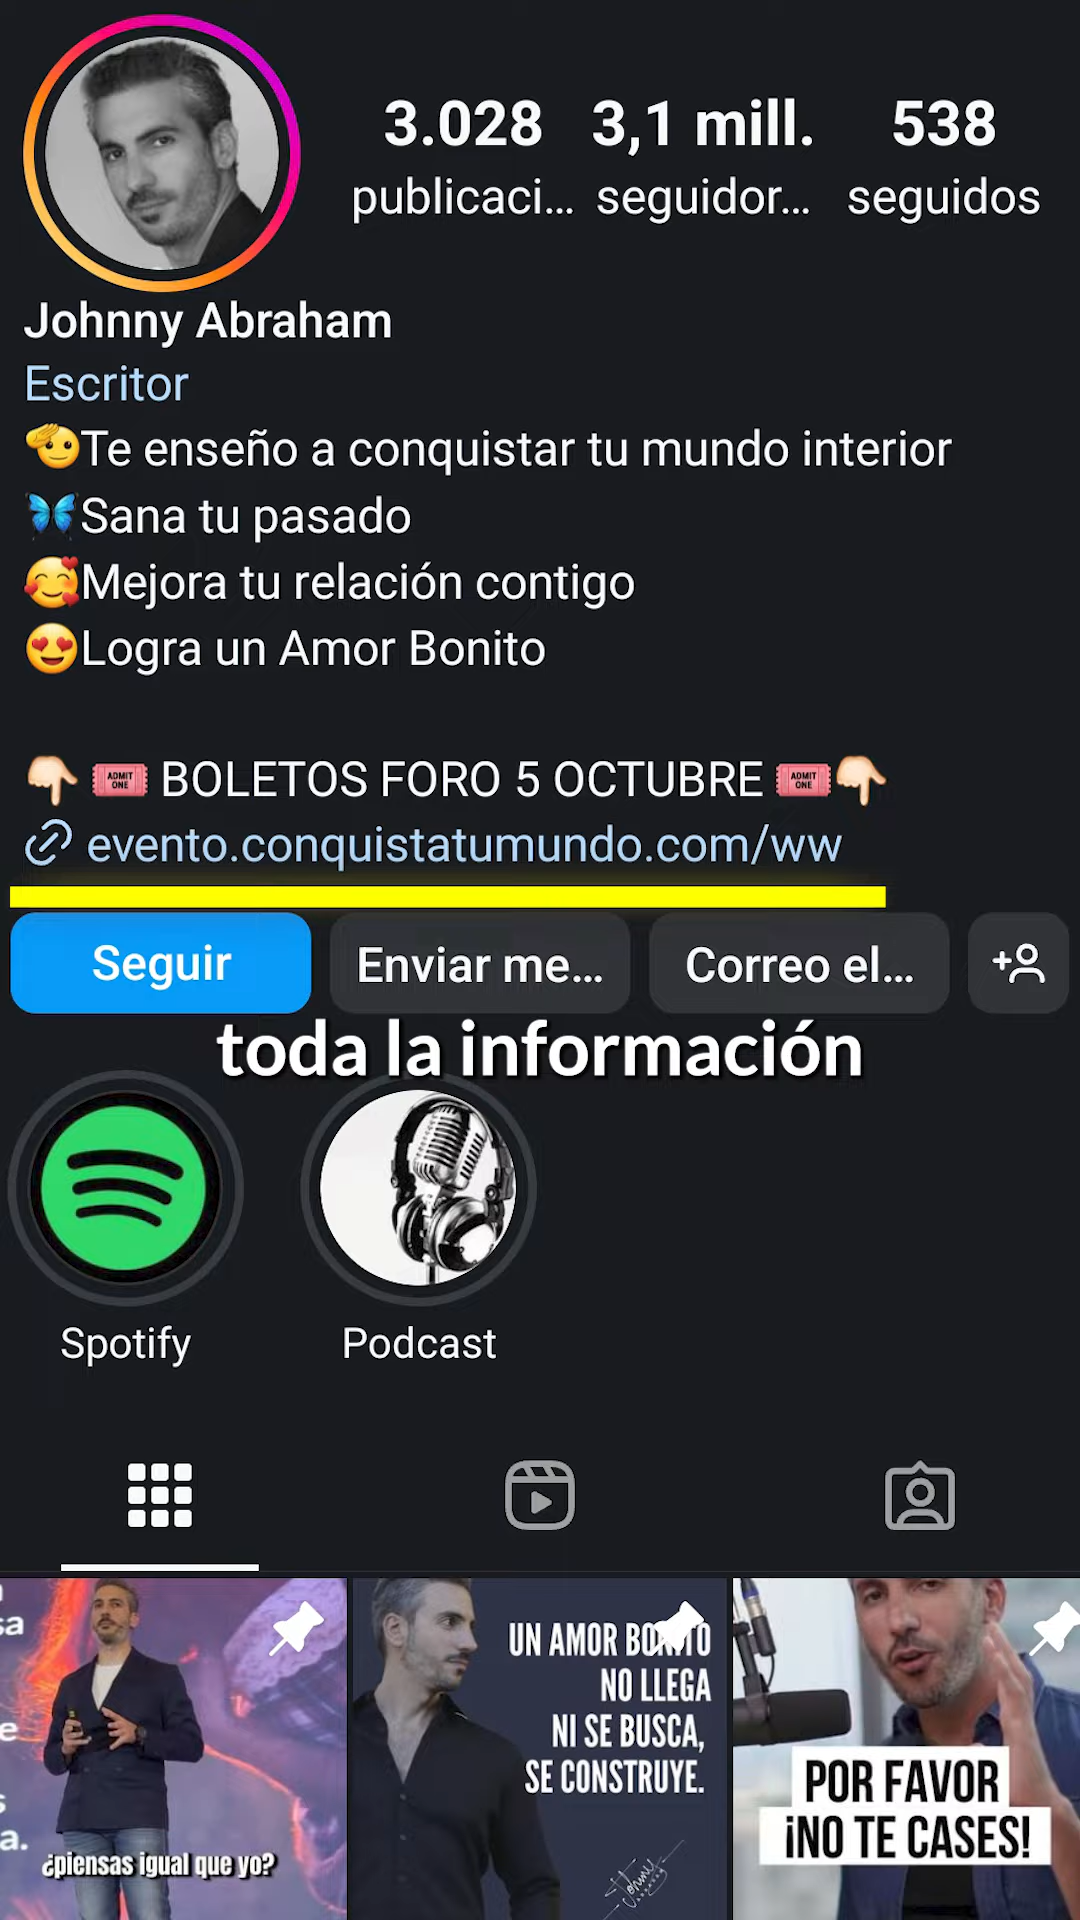 3.028 3,1 mill. 538
publicaci... seguidor... seguidos
Johnny Abraham
Escritor
🫡Te enseño a conquistar tu mundo interior
🦋Sana tu pasado
🥰Mejora tu relación contigo
😍Logra un Amor Bonito
👇🏻 🎟️ BOLETOS FORO 5 OCTUBRE 🎟️👇🏻
evento.conquistatumundo.com/ww
Seguir Enviar me... Correo el...
toda la información
Spotify Podcast
sa
e
s
a.
¿piensas igual que yo?
UN AMOR BONITO
NO LLEGA
NI SE BUSCA,
SE CONSTRUYE.
POR FAVOR
¡NO TE CASES!